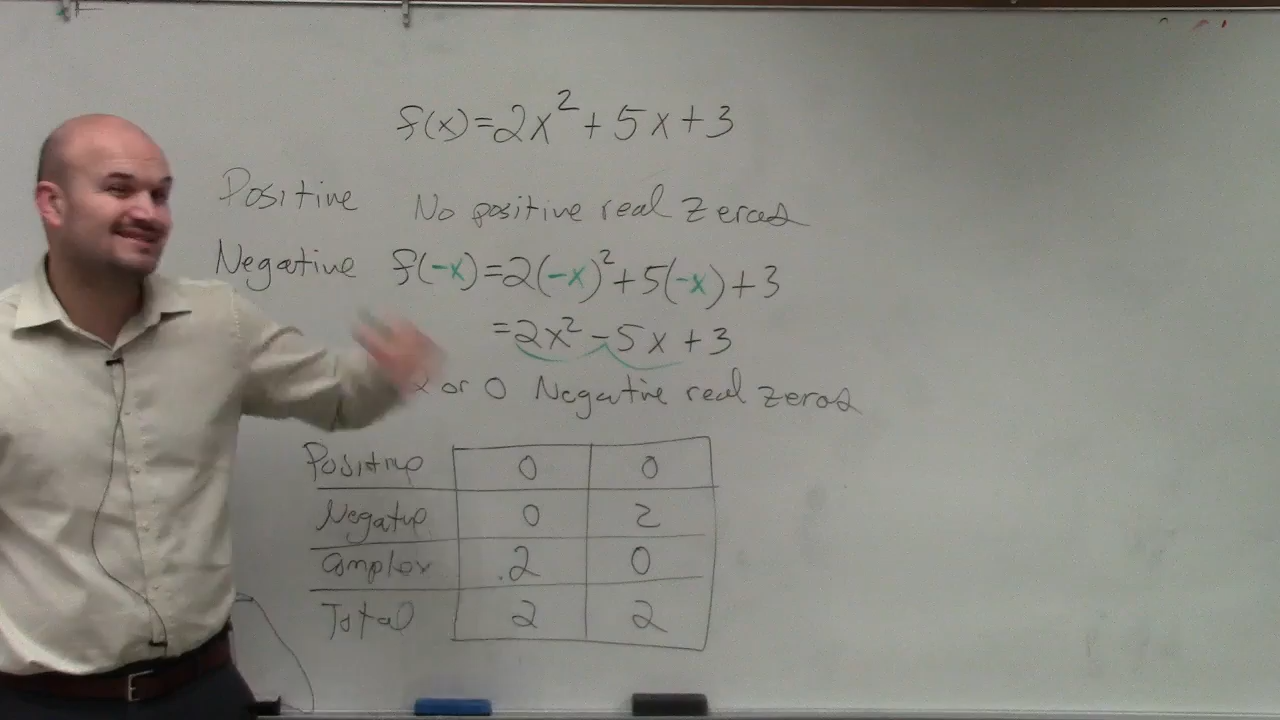 f(x)=2x²+5x+3
Positive No positive real zeros
Negative f(-x)=2(-x)²+5(-x)+3
=2x²-5x+3
2 or 0 Negative real zeros
Positive 0 0
Negative 0 2
Complex 2 0
Total 2 2